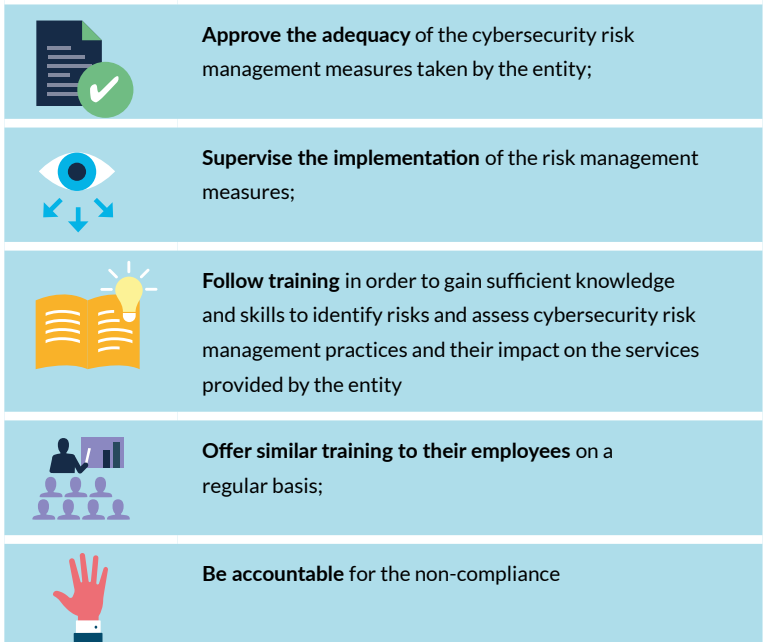 Approve the adequacy of the cybersecurity risk
management measures taken by the entity;
Supervise the implementation of the risk management
measures;
Follow training in order to gain sufficient knowledge
and skills to identify risks and assess cybersecurity risk
management practices and their impact on the services
provided by the entity
Offer similar training to their employees on a
regular basis;
Be accountable for the non-compliance